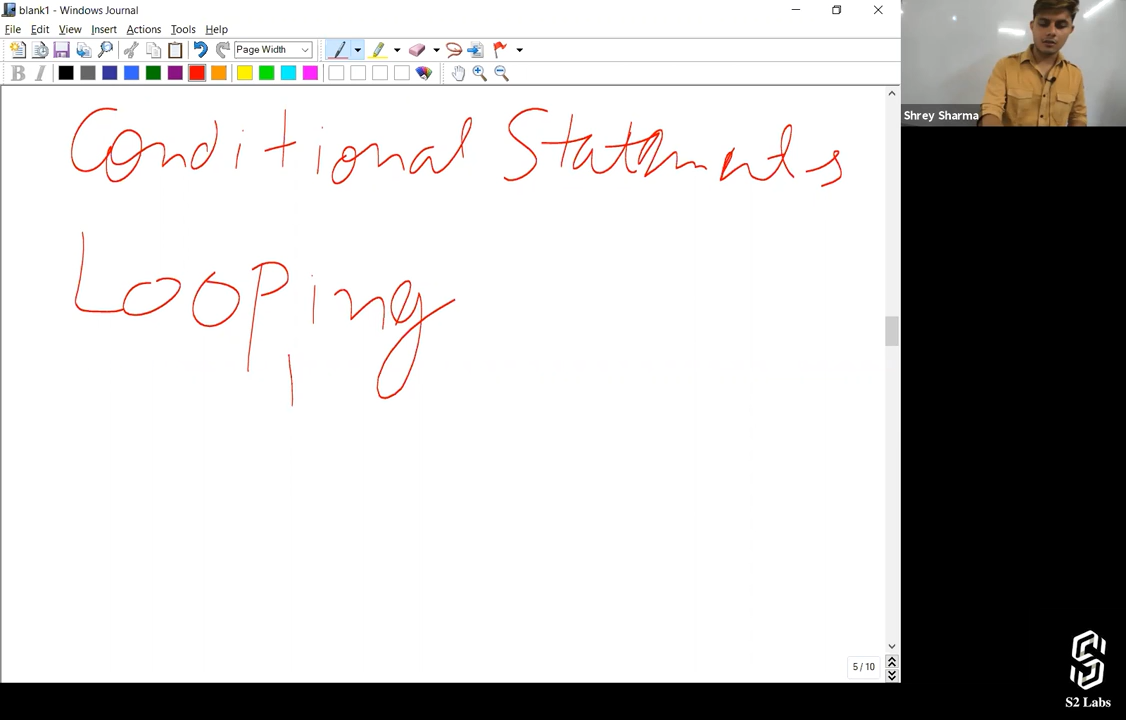 blank1 - Windows Journal
File Edit View Insert Actions Tools Help
Page Width
B I
Conditional Statements
Looping
5 / 10
Shrey Sharma
S2 Labs